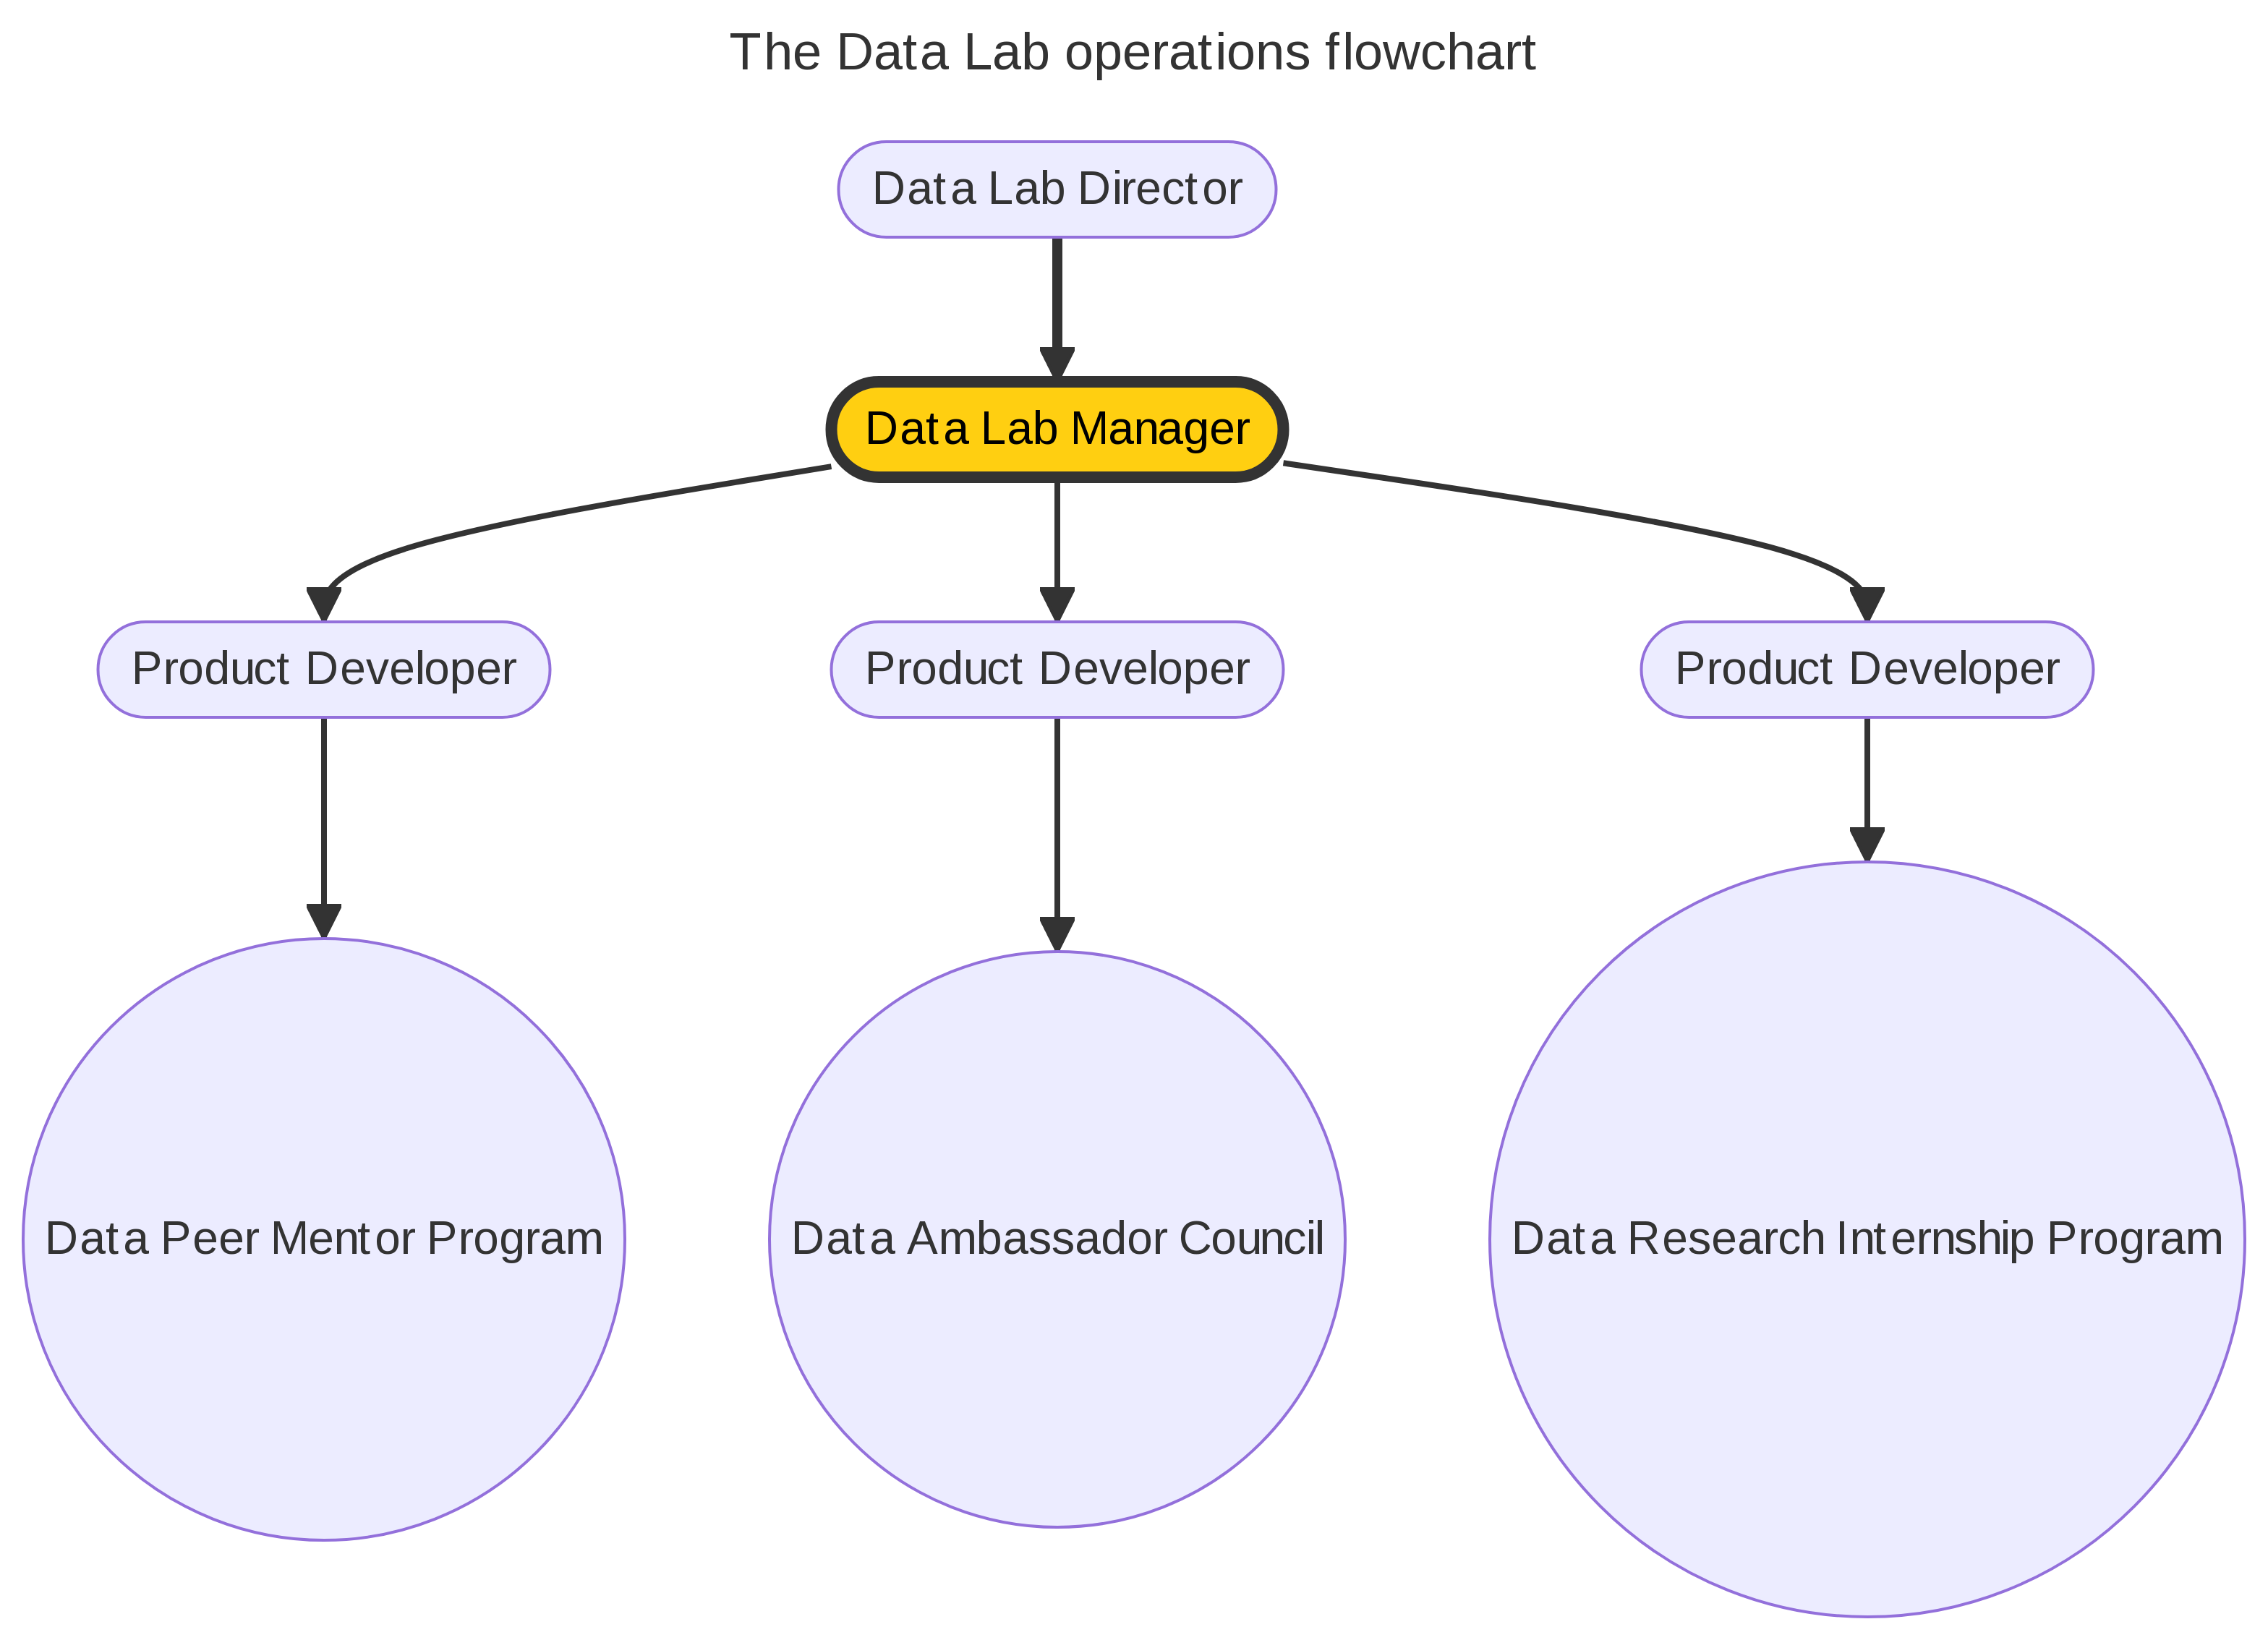 The Data Lab operations flowchart
Data Lab Director
Data Lab Manager
Product Developer
Product Developer
Product Developer
Data Peer Mentor Program
Data Ambassador Council
Data Research Internship Program